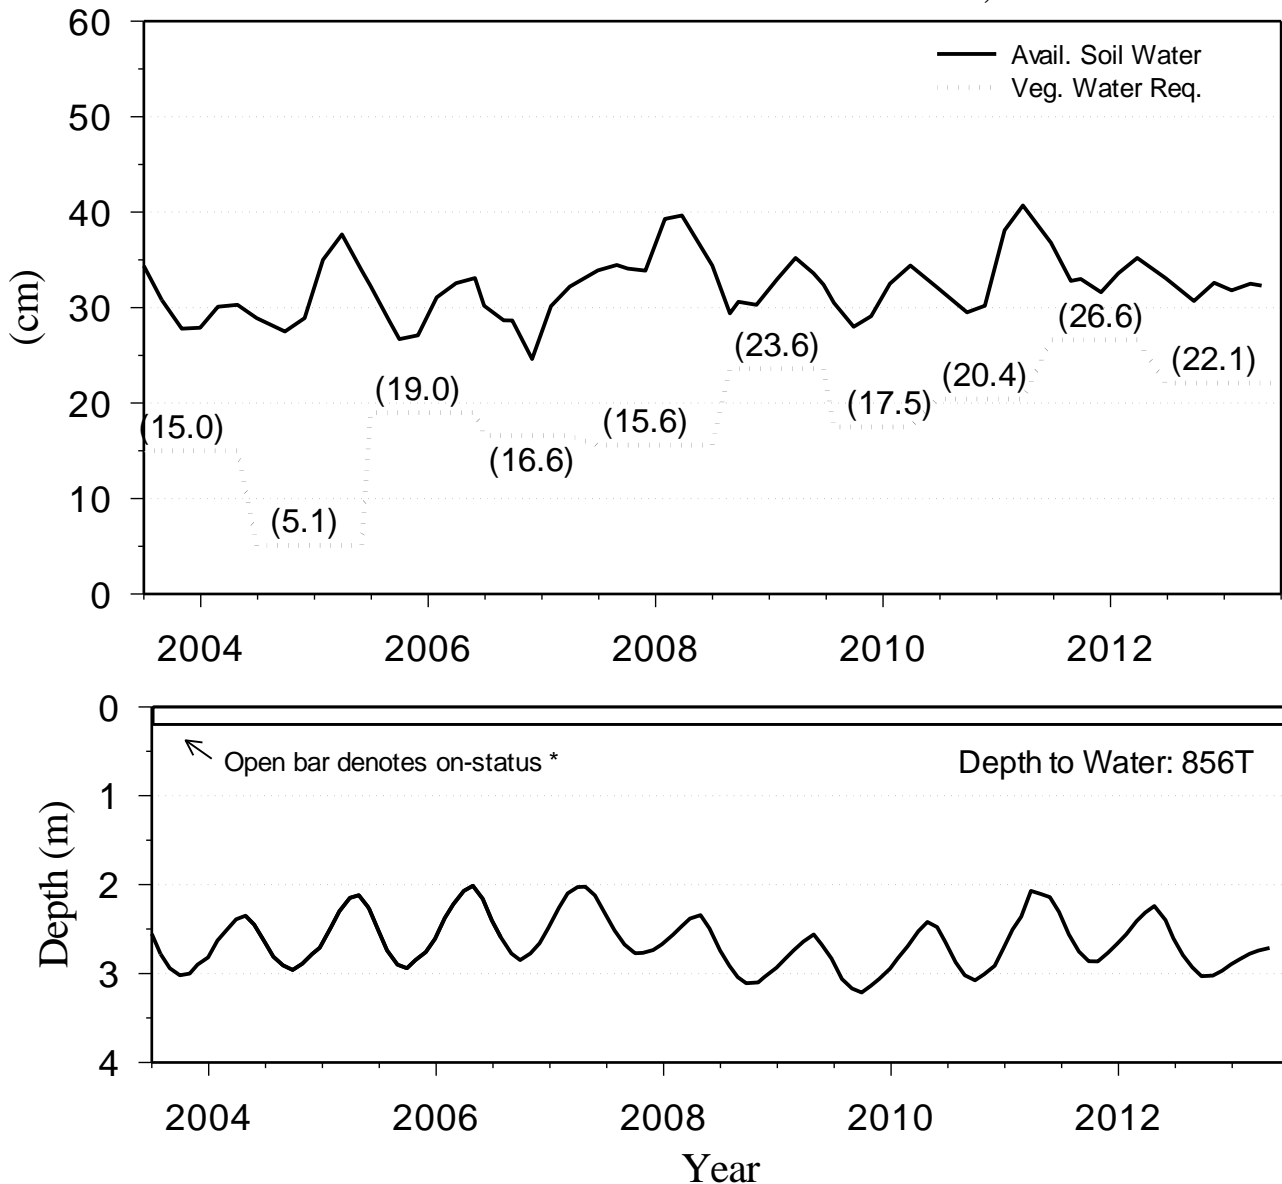 60
50
40
30
20
10
0
(cm)
Avail. Soil Water
Veg. Water Req.
(15.0)
(5.1)
(19.0)
(16.6)
(15.6)
(23.6)
(17.5)
(20.4)
(26.6)
(22.1)
2004 2006 2008 2010 2012
0
1
2
3
4
Depth (m)
Open bar denotes on-status *
Depth to Water: 856T
2004 2006 2008 2010 2012
Year